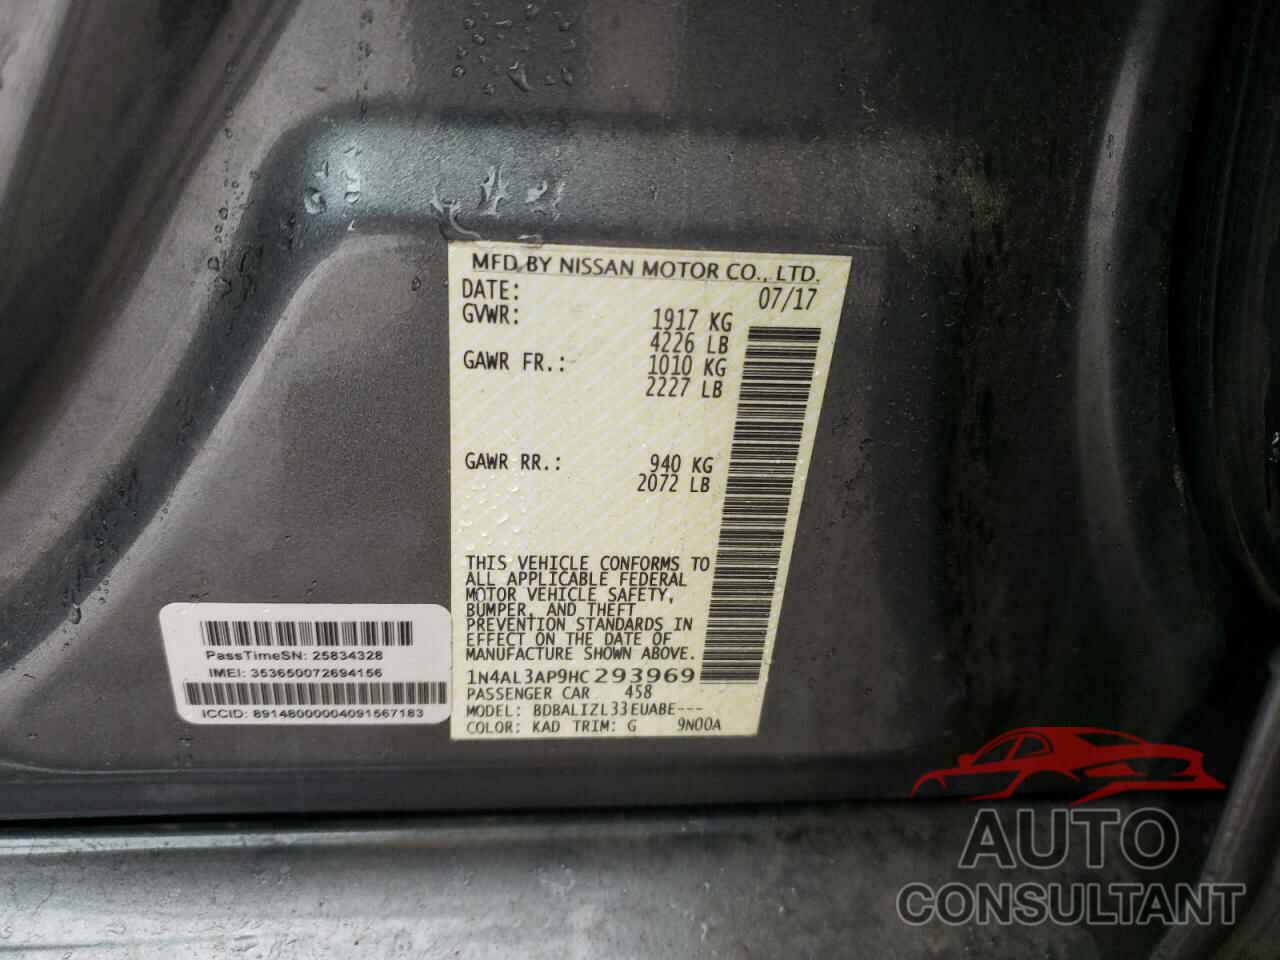 MFD. BY NISSAN MOTOR CO., LTD.
DATE: 07/17
GVWR: 1917 KG
4226 LB
GAWR FR.: 1010 KG
2227 LB
GAWR RR.: 940 KG
2072 LB
THIS VEHICLE CONFORMS TO
ALL APPLICABLE FEDERAL
MOTOR VEHICLE SAFETY,
BUMPER, AND THEFT
PREVENTION STANDARDS IN
EFFECT ON THE DATE OF
MANUFACTURE SHOWN ABOVE.
1N4AL3AP9HC293969
PASSENGER CAR 458
MODEL: BDBALIZL33EUABE---
COLOR: KAD TRIM: G 9N00A
PassTimeSN: 25834328
IMEI: 353650072694156
ICCID: 89148000004091567183
AUTO
CONSULTANT